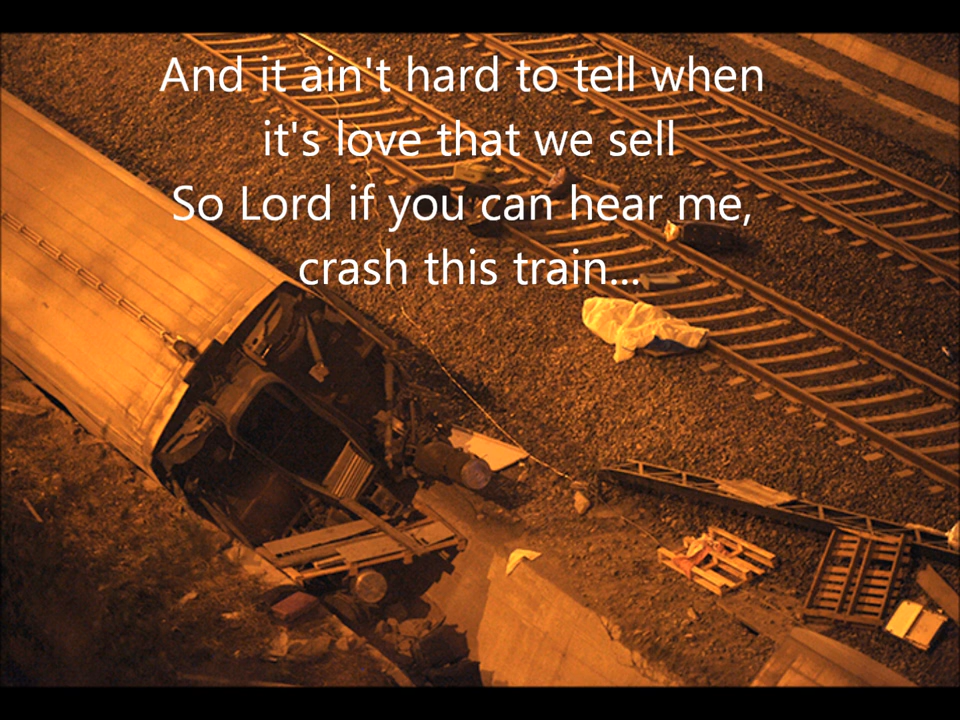 And it ain't hard to tell when
it's love that we sell
So Lord if you can hear me,
crash this train...